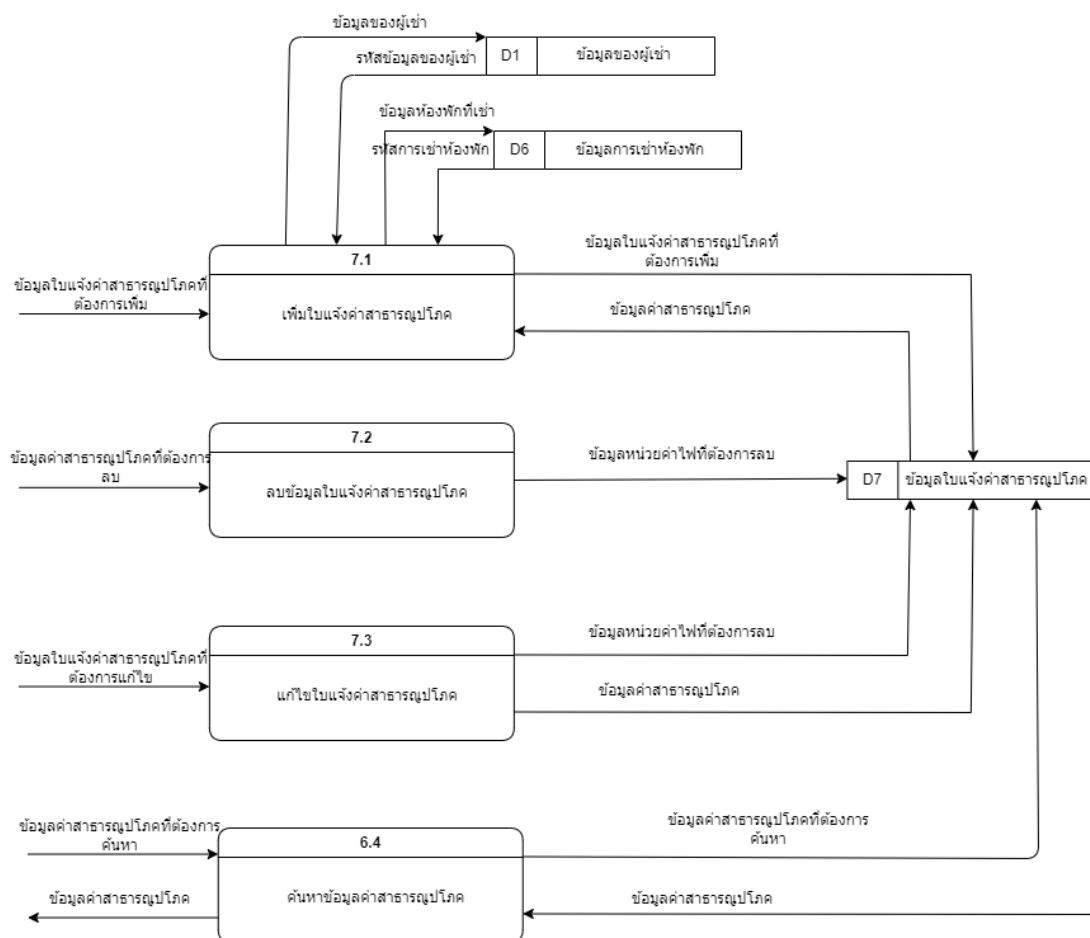 ข้อมูลของผู้เช่า
รหัสข้อมูลของผู้เช่า
D1
ข้อมูลของผู้เช่า
ข้อมูลห้องพักที่เช่า
รหัสการเช่าห้องพัก
D6
ข้อมูลการเช่าห้องพัก
ข้อมูลใบแจ้งค่าสาธารณูปโภคที่
ต้องการเพิ่ม
7.1
เพิ่มใบแจ้งค่าสาธารณูปโภค
ข้อมูลใบแจ้งค่าสาธารณูปโภคที่
ต้องการเพิ่ม
ข้อมูลค่าสาธารณูปโภค
ข้อมูลค่าสาธารณูปโภคที่ต้องการ
ลบ
7.2
ลบข้อมูลใบแจ้งค่าสาธารณูปโภค
ข้อมูลหน่วยค่าไฟที่ต้องการลบ
D7
ข้อมูลใบแจ้งค่าสาธารณูปโภค
ข้อมูลใบแจ้งค่าสาธารณูปโภคที่
ต้องการแก้ไข
7.3
แก้ไขใบแจ้งค่าสาธารณูปโภค
ข้อมูลหน่วยค่าไฟที่ต้องการลบ
ข้อมูลค่าสาธารณูปโภค
ข้อมูลค่าสาธารณูปโภคที่ต้องการ
ค้นหา
6.4
ค้นหาข้อมูลค่าสาธารณูปโภค
ข้อมูลค่าสาธารณูปโภคที่ต้องการ
ค้นหา
ข้อมูลค่าสาธารณูปโภค
ข้อมูลค่าสาธารณูปโภค